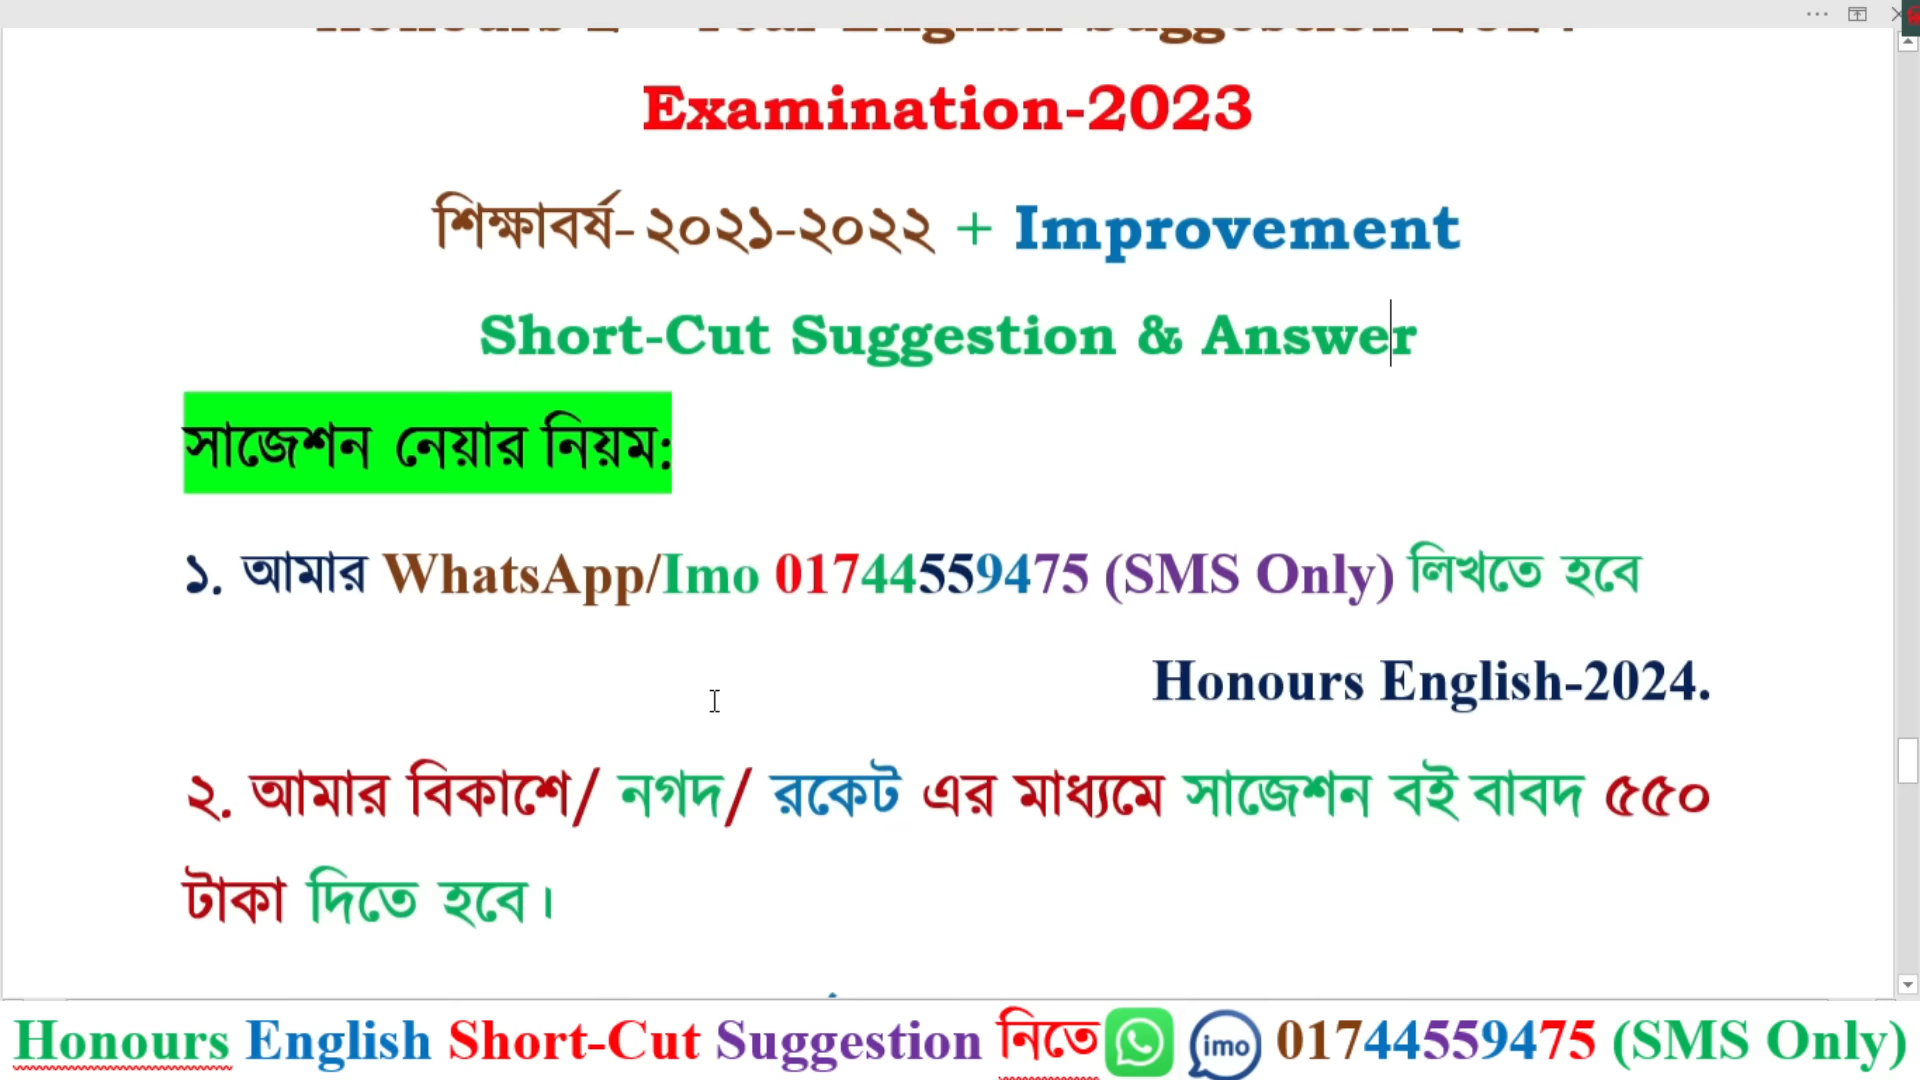 Examination-2023
শিক্ষাবর্ষ-২০২১-২০২২ + Improvement
Short-Cut Suggestion & Answer
সাজেশন নেয়ার নিয়ম:
১. আমার WhatsApp/Imo 01744559475 (SMS Only) লিখতে হবে
Honours English-2024.
২. আমার বিকাশে/ নগদ/ রকেট এর মাধ্যমে সাজেশন বই বাবদ ৫৫০
টাকা দিতে হবে।
Honours English Short-Cut Suggestion নিতে imo 01744559475 (SMS Only)